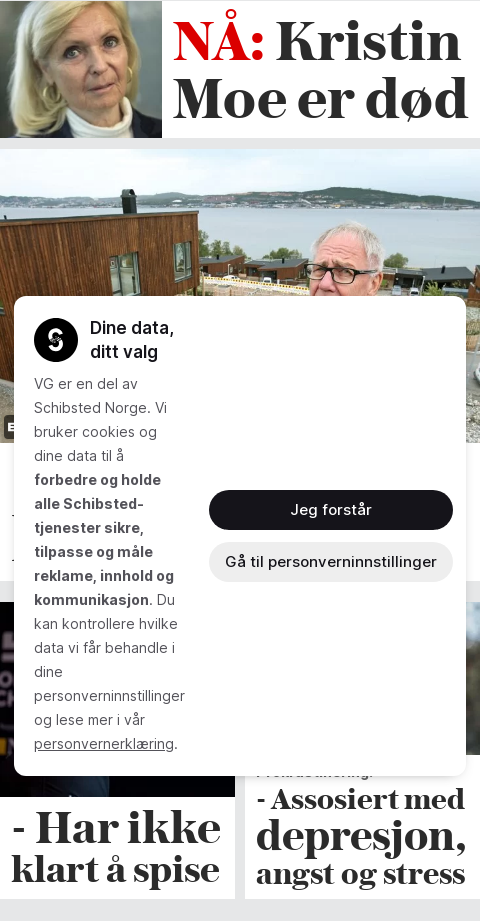 NÅ: Kristin
Moe er død
Dine data,
ditt valg
VG er en del av
Schibsted Norge. Vi
bruker cookies og
dine data til å
forbedre og holde
alle Schibsted-
tjenester sikre,
tilpasse og måle
reklame, innhold og
kommunikasjon. Du
kan kontrollere hvilke
data vi får behandle i
dine
personverninnstillinger
og lese mer i vår
personvernerklæring.
Jeg forstår
Gå til personverninnstillinger
- Har ikke
klart å spise
- Assosiert med
depresjon,
angst og stress